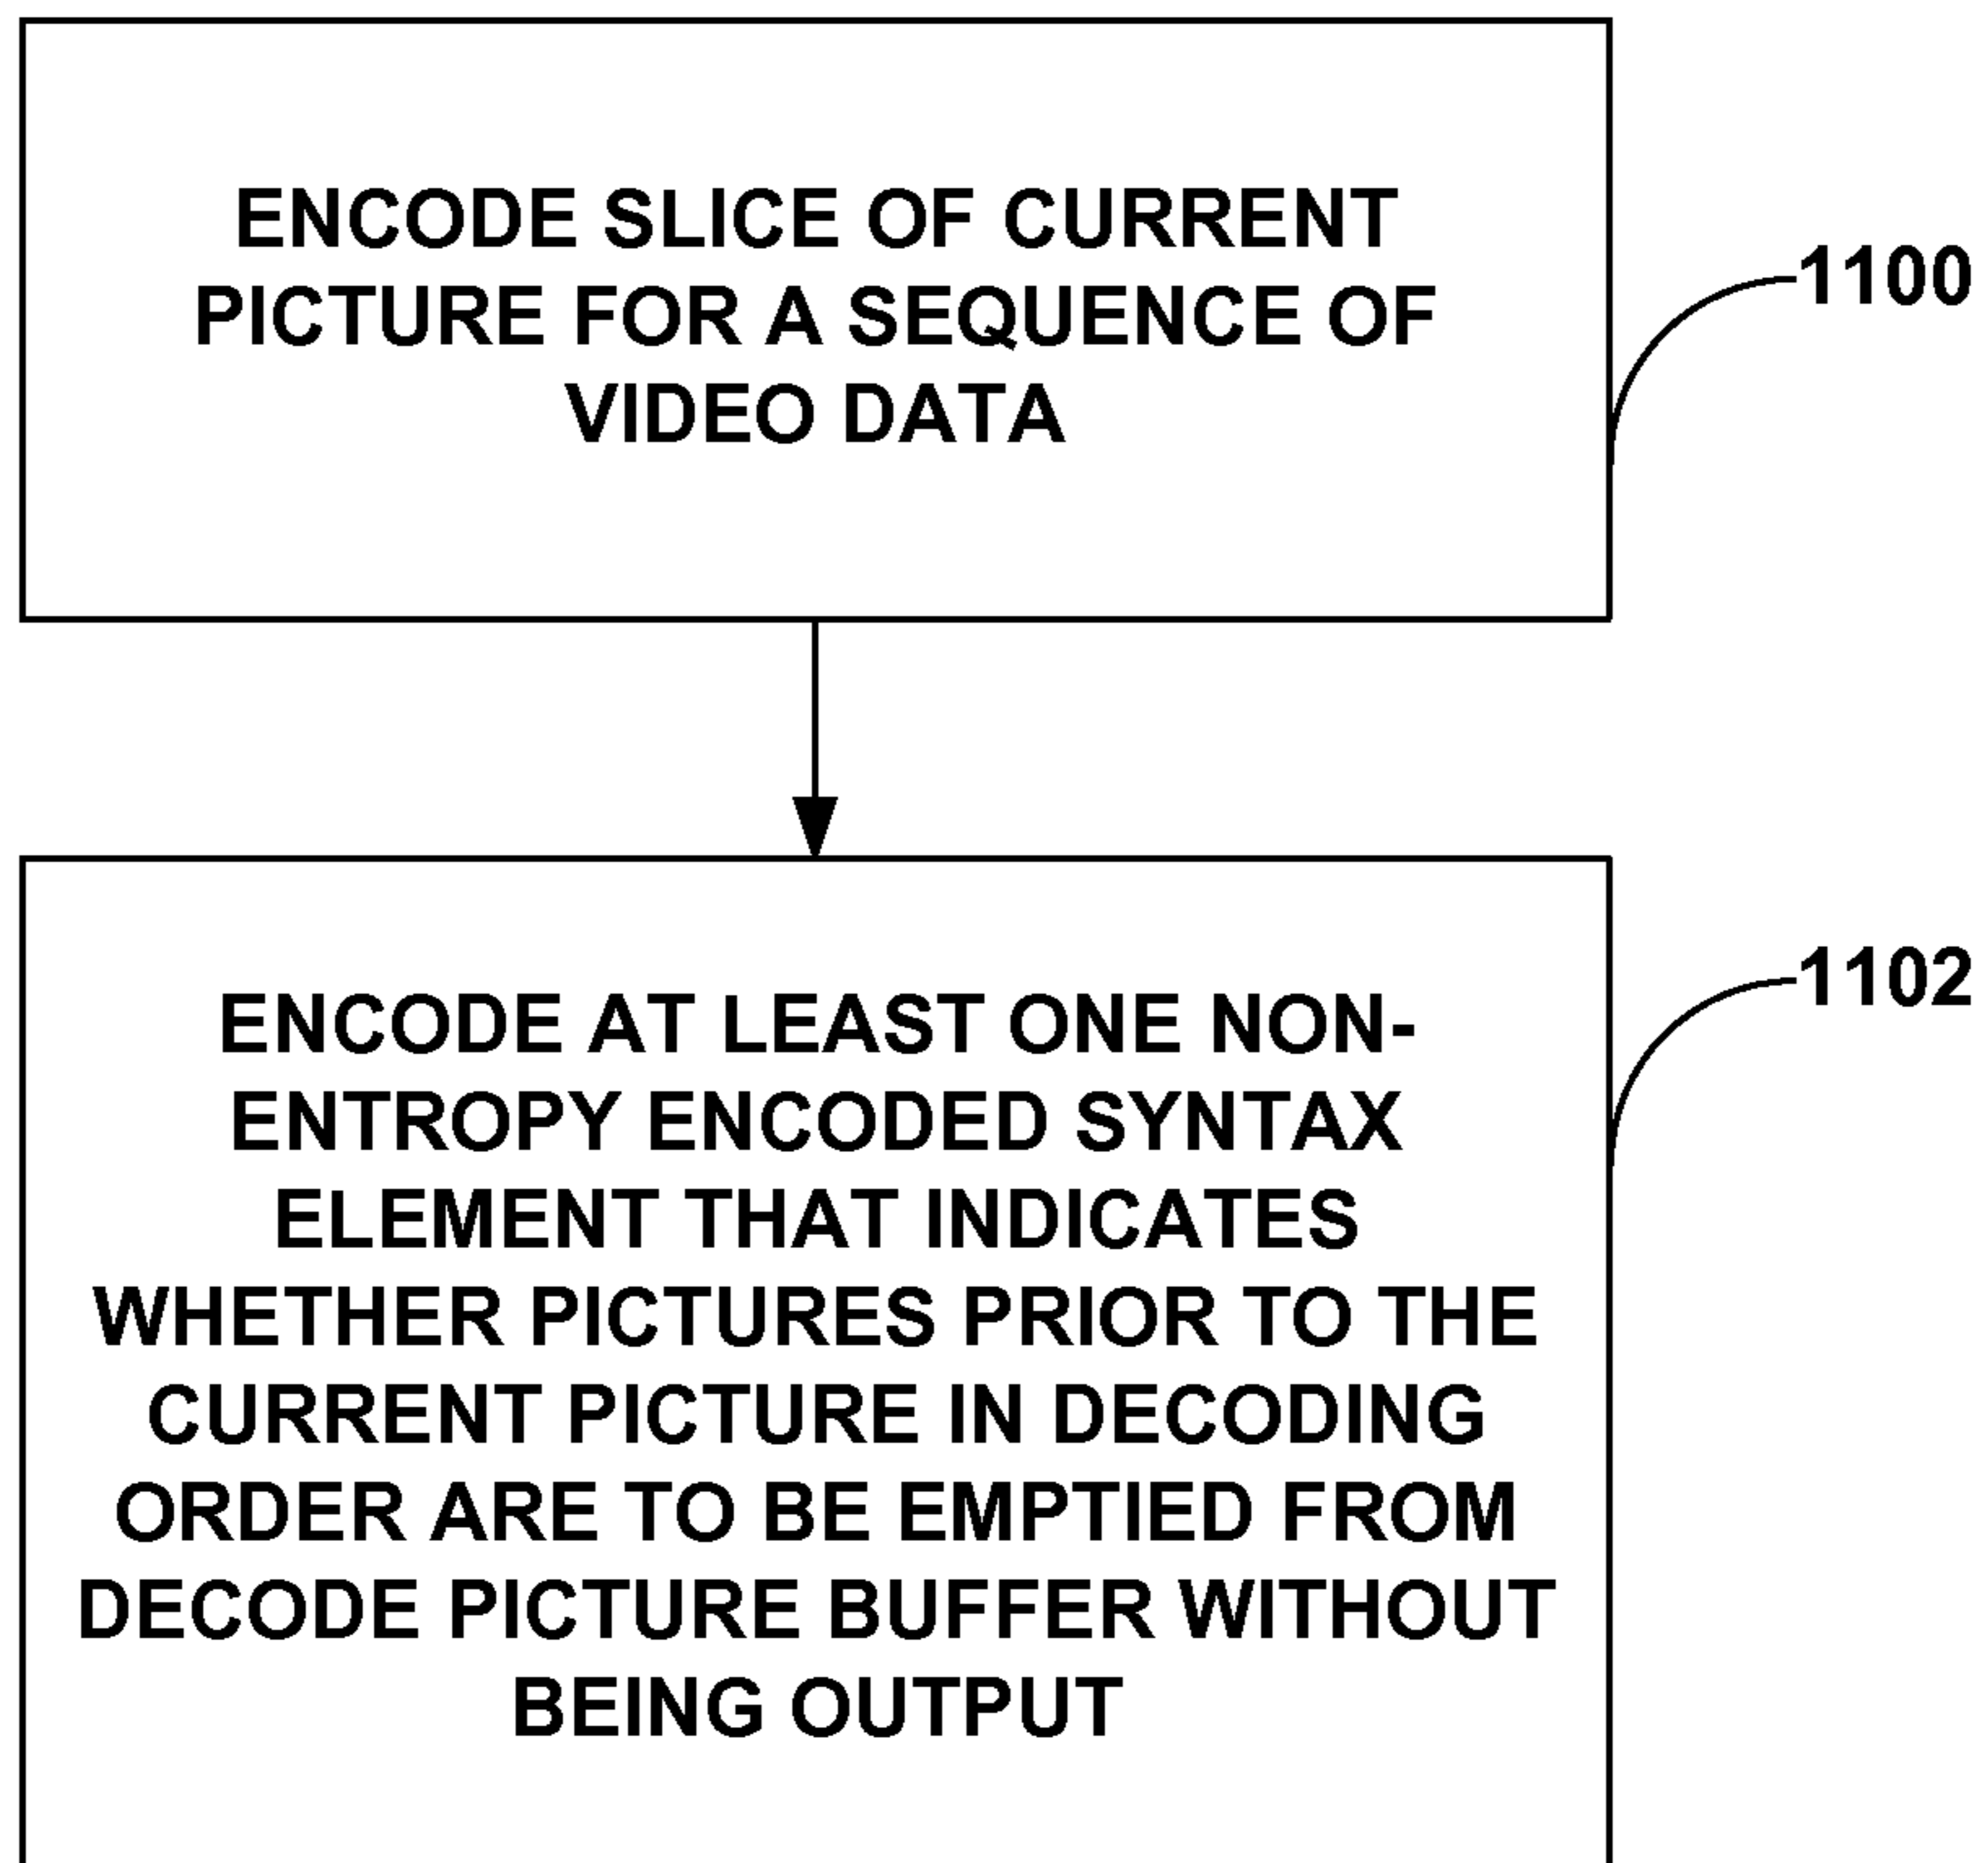 ENCODE SLICE OF CURRENT
PICTURE FOR A SEQUENCE OF
VIDEO DATA
1100
ENCODE AT LEAST ONE NON-
ENTROPY ENCODED SYNTAX
ELEMENT THAT INDICATES
WHETHER PICTURES PRIOR TO THE
CURRENT PICTURE IN DECODING
ORDER ARE TO BE EMPTIED FROM
DECODE PICTURE BUFFER WITHOUT
BEING OUTPUT
1102